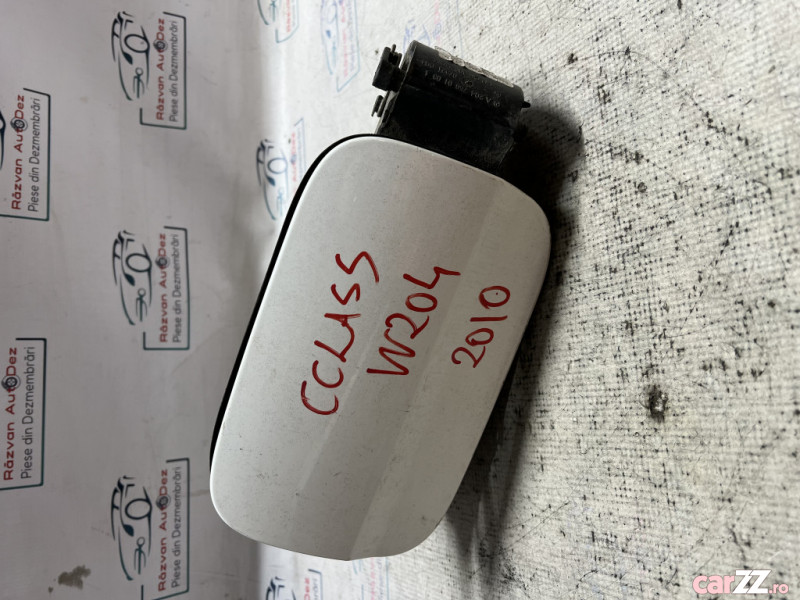 CCLASS
W204
2010
Răzvan AutoDez
Piese din Dezmembrări
Răzvan AutoDez
Piese din Dezmembrări
Răzvan AutoDez
Piese din Dezmembrări
Răzvan AutoDez
Piese din Dezmembrări
Răzvan AutoDez
Piese din Dezmembrări
carZZ.ro